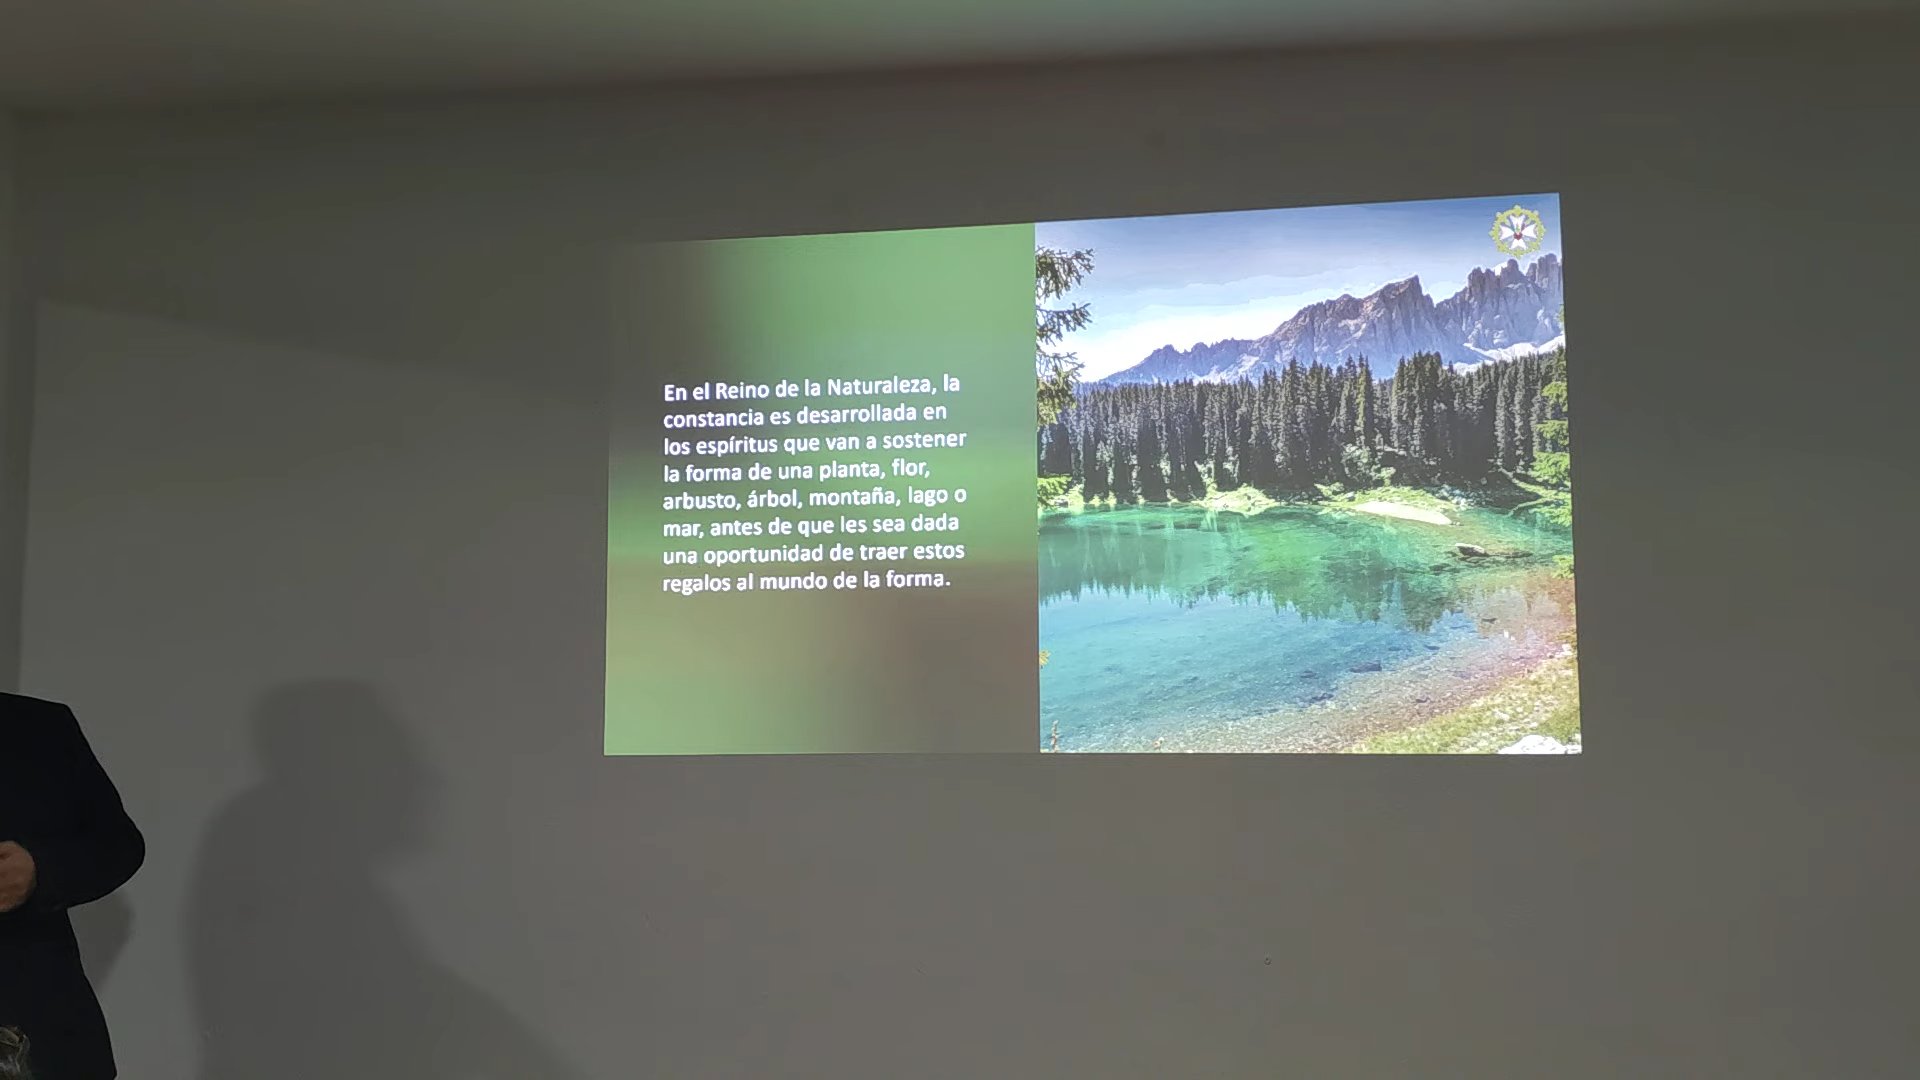 En el Reino de la Naturaleza, la
constancia es desarrollada en
los espíritus que van a sostener
la forma de una planta, flor,
arbusto, árbol, montaña, lago o
mar, antes de que les sea dada
una oportunidad de traer estos
regalos al mundo de la forma.